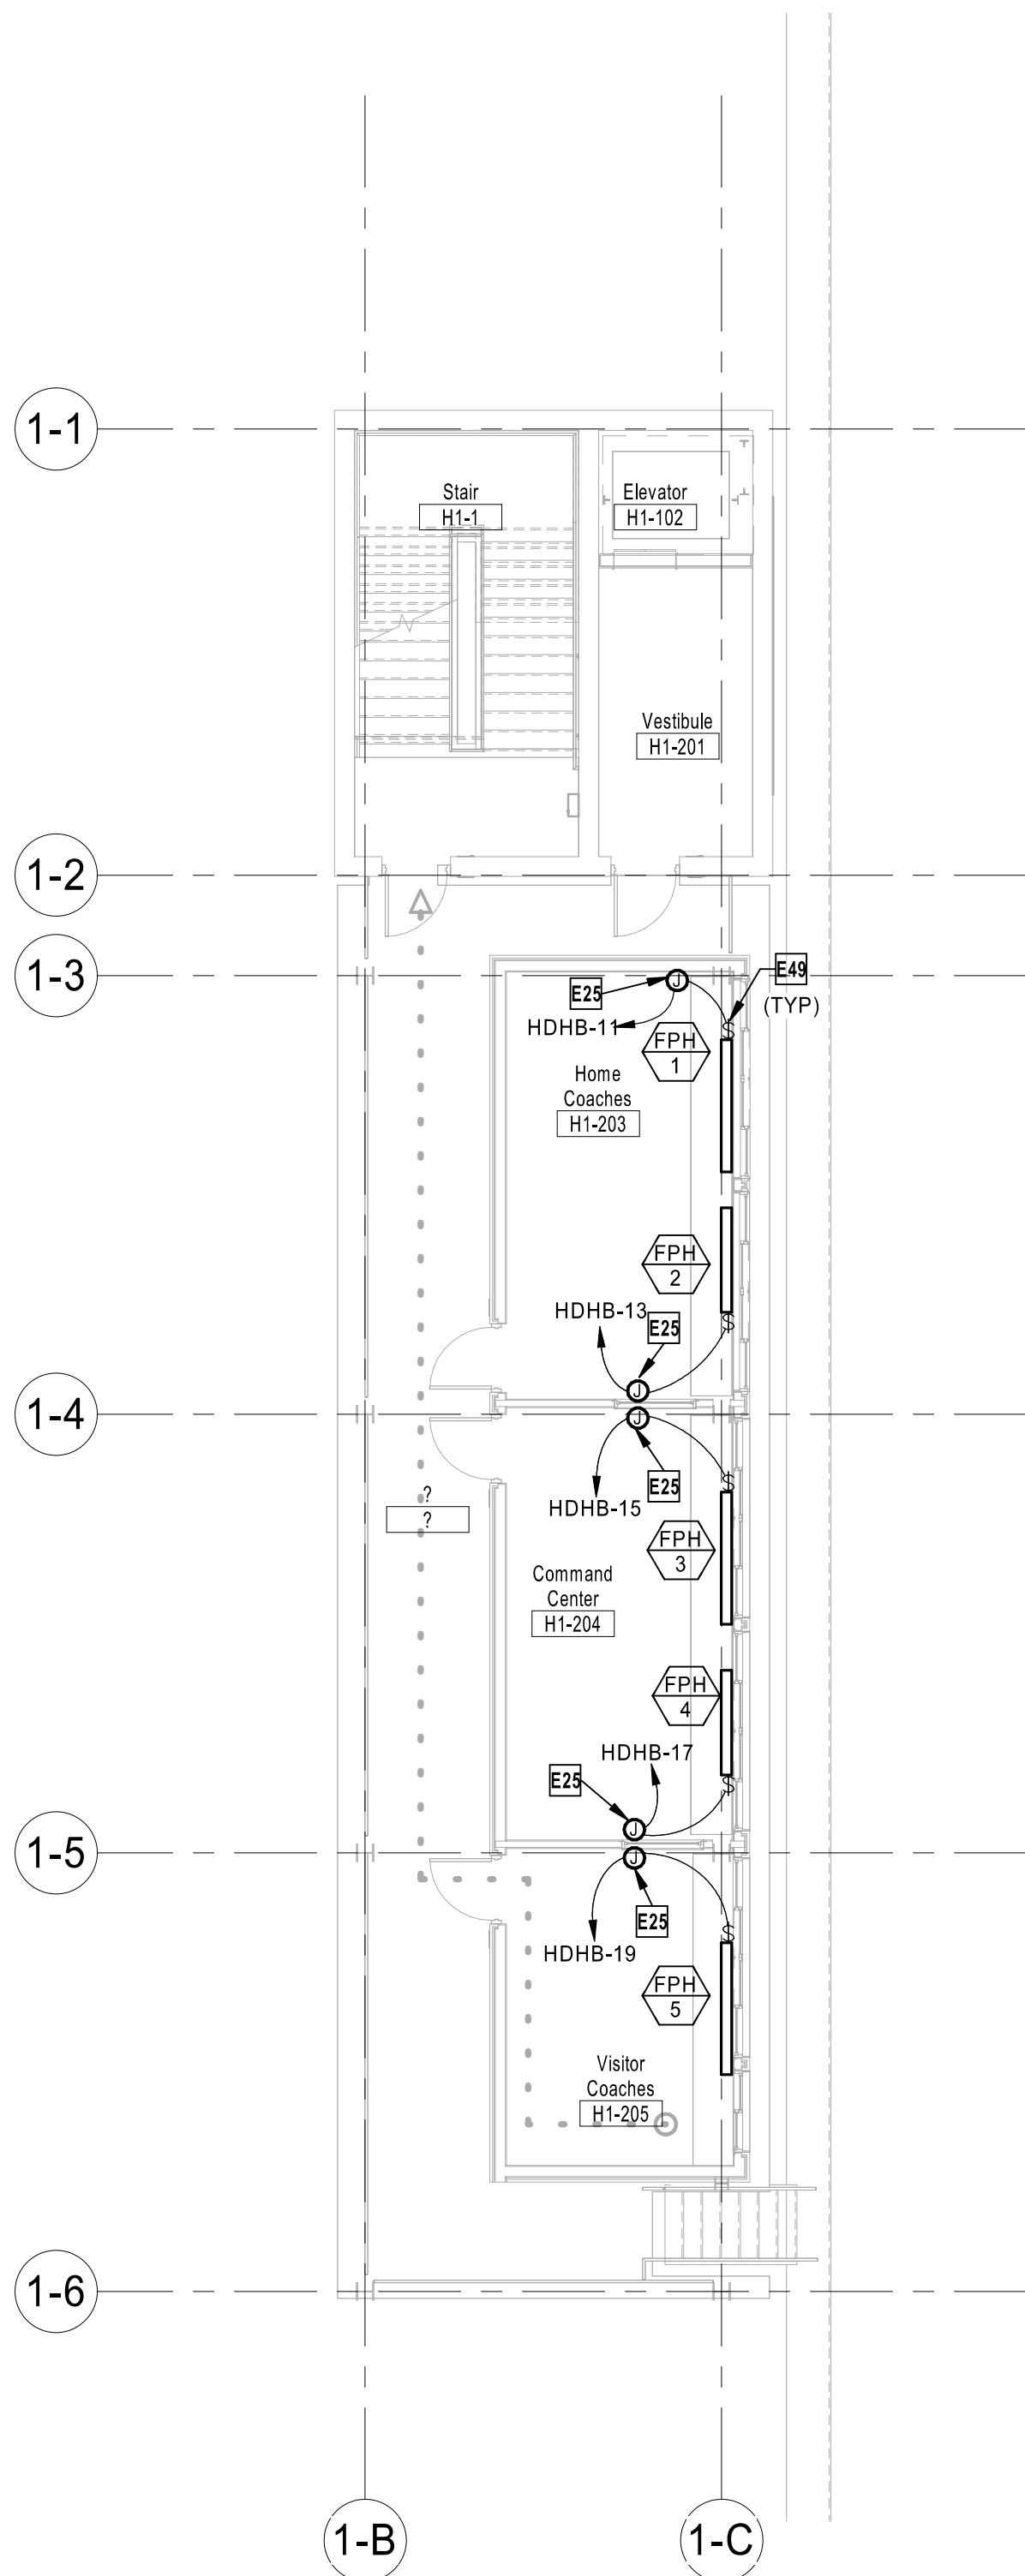 1-1
Stair
H1-1
Elevator
H1-102
Vestibule
H1-201
1-2
1-3
E49
(TYP)
E25
J
HDHB-11
$
FPH
1
Home
Coaches
H1-203
FPH
2
HDHB-13
$
E25
J
1-4
J
E25
$
HDHB-15
?
?
FPH
3
Command
Center
H1-204
FPH
4
HDHB-17
E25
$
J
1-5
J
E25
$
HDHB-19
FPH
5
Visitor
Coaches
H1-205
1-6
1-B
1-C